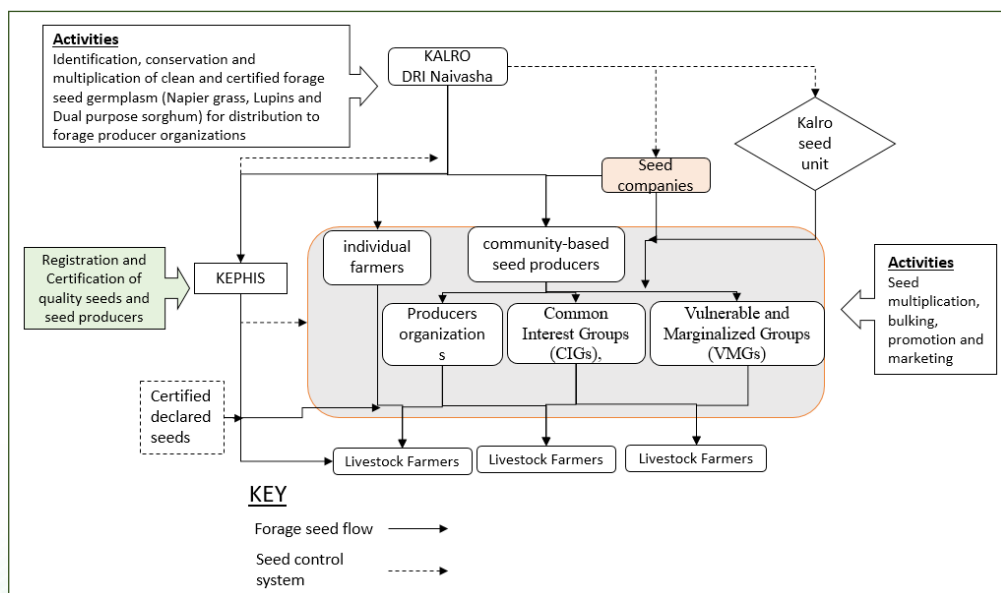 Activities
Identification, conservation and
multiplication of clean and certified forage
seed germplasm (Napier grass, Lupins and
Dual purpose sorghum) for distribution to
forage producer organizations
KALRO
DRI Naivasha
Kalro
seed
unit
Seed
companies
individual
farmers
community-based
seed producers
Registration and
Certification of
quality seeds and
seed producers
KEPHIS
Activities
Seed
multiplication,
bulking,
promotion and
marketing
Producers
organization
s
Common
Interest Groups
(CIGs),
Vulnerable and
Marginalized Groups
(VMGs)
Certified
declared
seeds
Livestock Farmers
Livestock Farmers
Livestock Farmers
KEY
Forage seed flow
Seed control
system